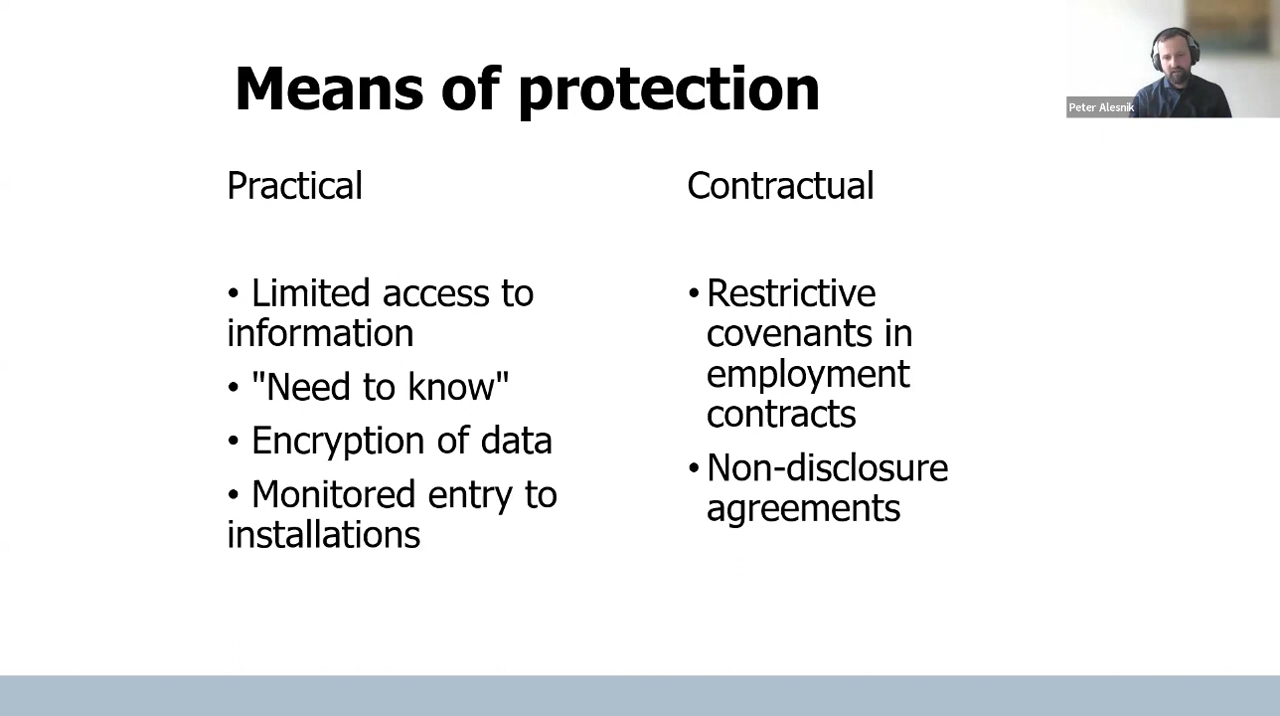 Means of protection
Peter Alesnik
Practical
• Limited access to
information
• "Need to know"
• Encryption of data
• Monitored entry to
installations
Contractual
• Restrictive
covenants in
employment
contracts
• Non-disclosure
agreements